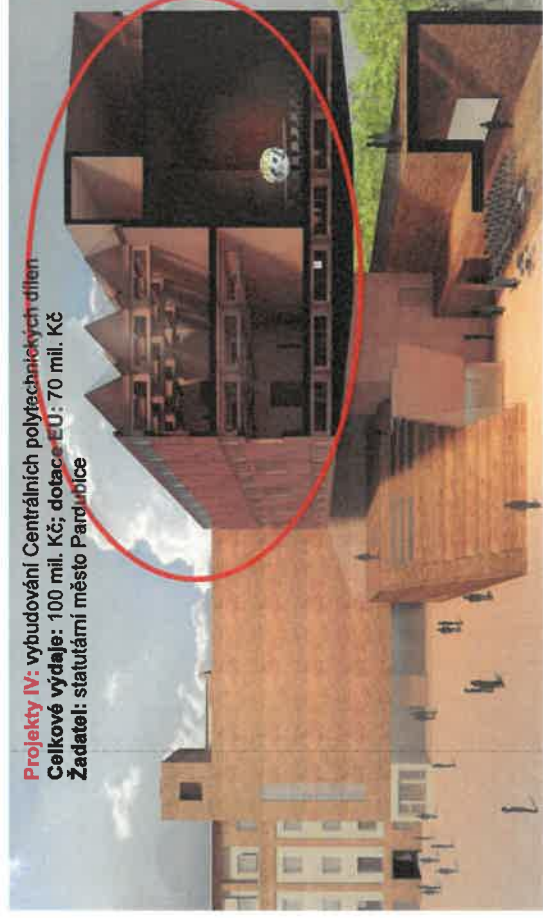 Projekty IV: vybudování Centrálních polytechnických dílen
Celkové výdaje: 100 mil. Kč; dotace EU: 70 mil. Kč
Žadatel: statutární město Pardubice